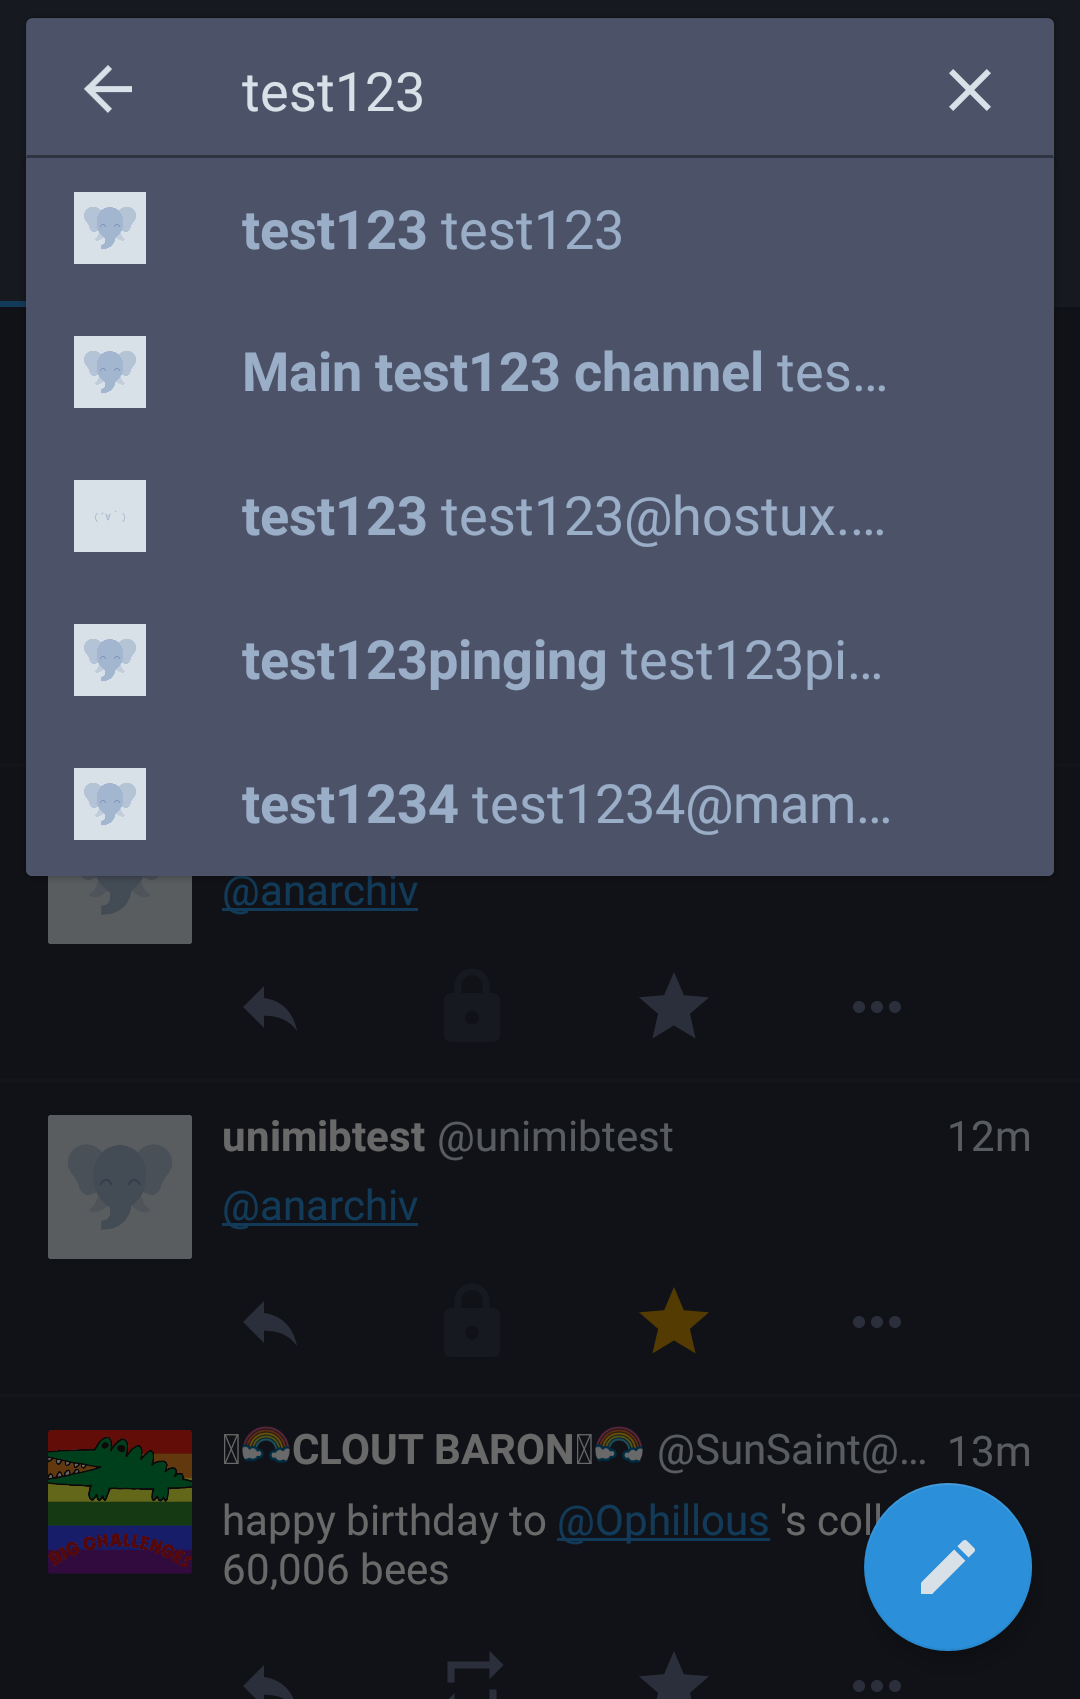 test123
test123 test123
Main test123 channel tes...
test123 test123@hostux....
test123pinging test123pi...
test1234 test1234@mam...
@anarchiv
unimibtest @unimibtest 12m
@anarchiv
CLOUT BARON @SunSaint@... 13m
happy birthday to @Ophillous 's coll
60,006 bees